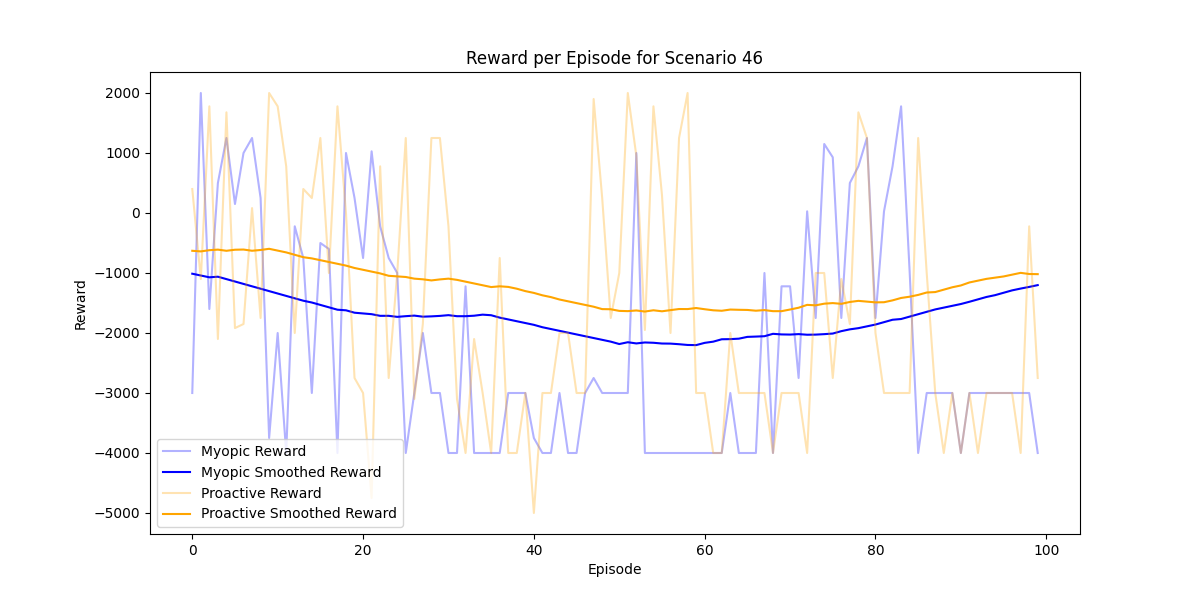 Reward per Episode for Scenario 46
2000
1000
0
−1000
−2000
−3000
−4000
−5000
Reward
Myopic Reward
Myopic Smoothed Reward
Proactive Reward
Proactive Smoothed Reward
0 20 40 60 80 100
Episode